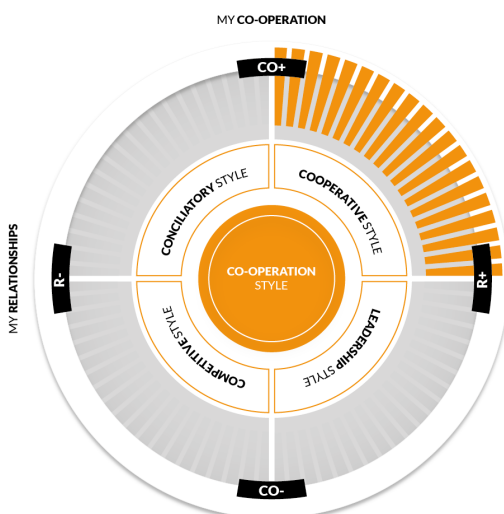 MY CO-OPERATION
CO+
CONCILIATORY STYLE
COOPERATIVE STYLE
MY RELATIONSHIPS
R-
CO-OPERATION
STYLE
R+
COMPETITIVE STYLE
LEADERSHIP STYLE
CO-